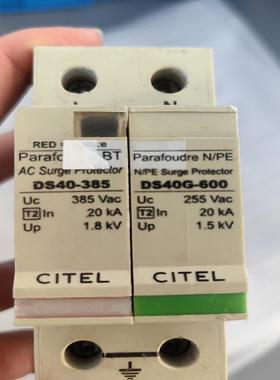 L N
RED =
Parafoudre BT
AC Surge Protector
DS40-385
Uc 385 Vac
T2 In 20 kA
Up 1.8 kV
CITEL
Parafoudre N/PE
N/PE Surge Protector
DS40G-600
Uc 255 Vac
T2 In 20 kA
Up 1.5 kV
CITEL